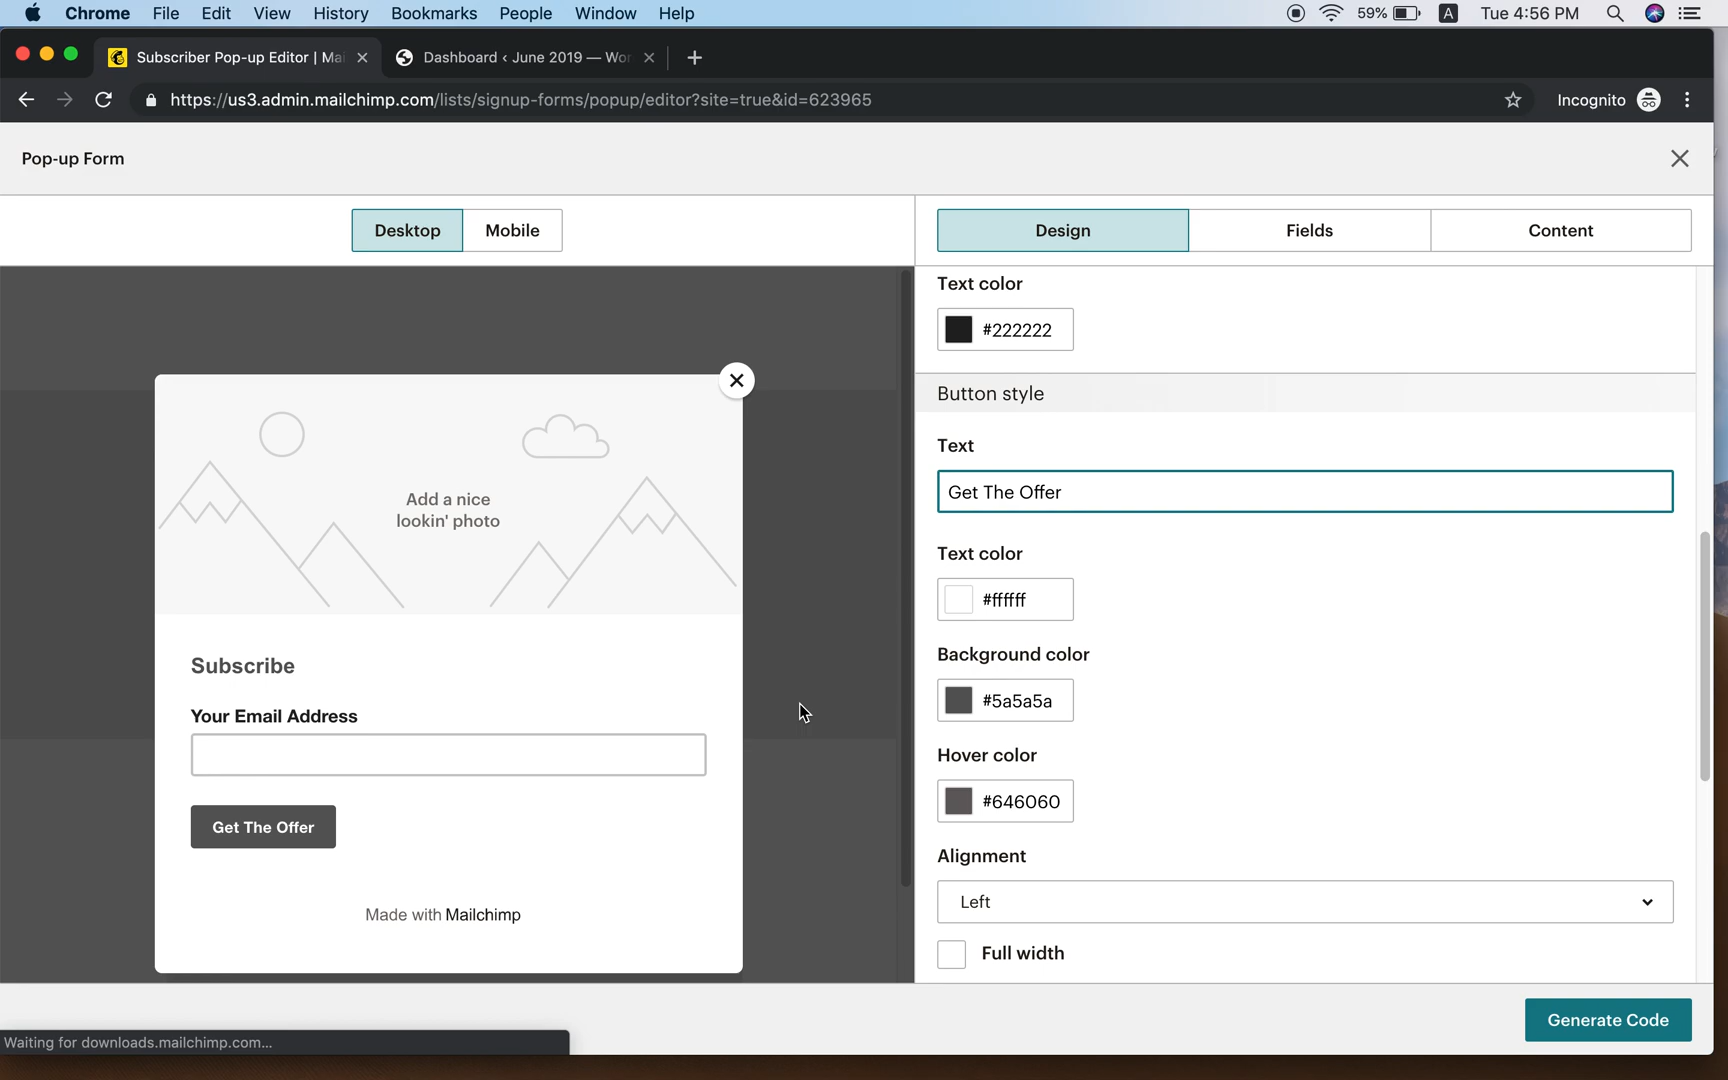 Chrome File Edit View History Bookmarks People Window Help 59% A Tue 4:56 PM
Subscriber Pop-up Editor | Mai Dashboard ‹ June 2019 — Wor
https://us3.admin.mailchimp.com/lists/signup-forms/popup/editor?site=true&id=623965 Incognito
Pop-up Form
Desktop Mobile Design Fields Content
Text color
#222222
Button style
Text
Get The Offer
Text color
#ffffff
Background color
#5a5a5a
Hover color
#646060
Alignment
Left
Full width
Add a nice
lookin' photo
Subscribe
Your Email Address
Get The Offer
Made with Mailchimp
Generate Code
Waiting for downloads.mailchimp.com...